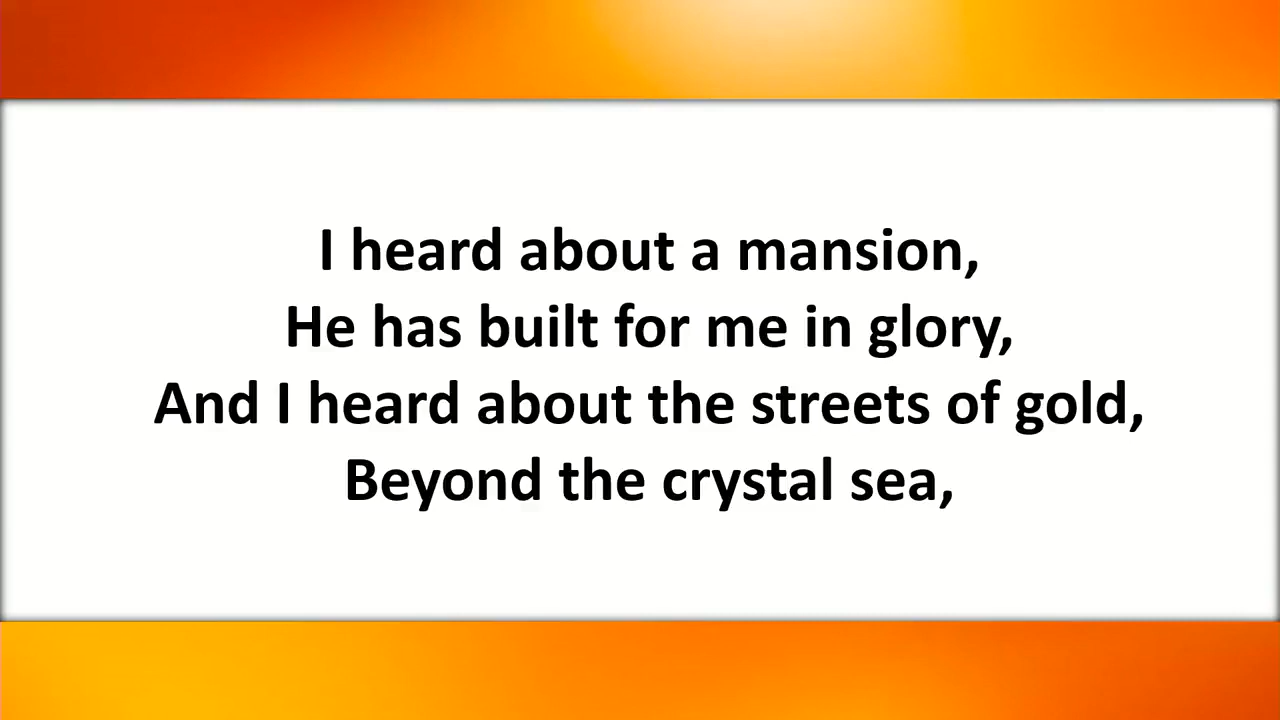 I heard about a mansion,
He has built for me in glory,
And I heard about the streets of gold,
Beyond the crystal sea,